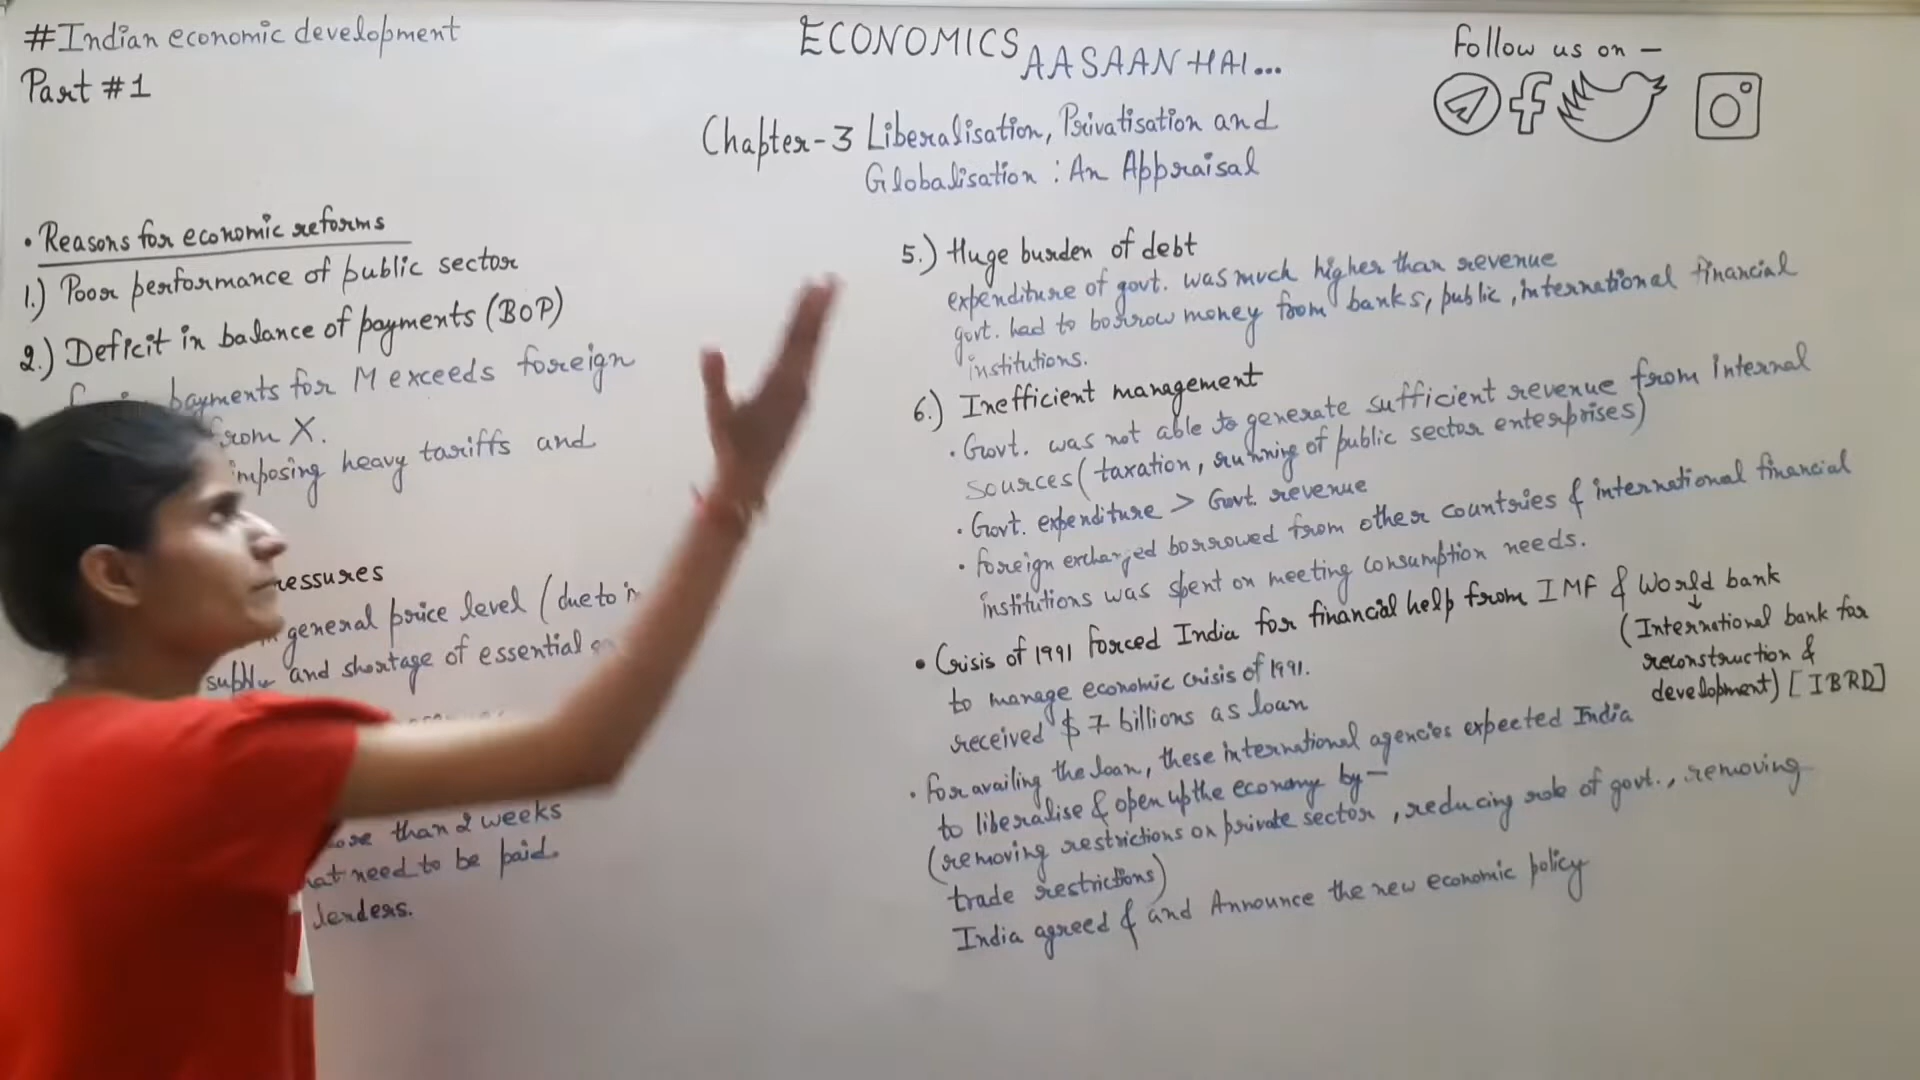 #Indian economic development
Part #1
ECONOMICS AASAAN HAI...
Follow us on -
Chapter-3 Liberalisation, Privatisation and
Globalisation : An Appraisal
• Reasons for economic reforms
1.) Poor performance of public sector
2.) Deficit in balance of payments (BOP)
payments for M exceeds foreign
from X.
imposing heavy tariffs and
ressures
general price level (due to
supply and shortage of essential
ore than 2 weeks
hat need to be paid.
lenders.
5.) Huge burden of debt
expenditure of govt. was much higher than revenue
govt. had to borrow money from banks, public, international financial
institutions.
6.) Inefficient management
• Govt. was not able to generate sufficient revenue from internal
sources (taxation, running of public sector enterprises)
• Govt. expenditure > Govt. revenue
• foreign exchanged borrowed from other countries & international financial
institutions was spent on meeting consumption needs.
• Crisis of 1991 forced India for financial help from IMF & World bank
↓
(International bank for
reconstruction &
development) [IBRD]
to manage economic crisis of 1991.
received $ 7 billions as loan
• for availing the loan, these international agencies expected India
to liberalise & open up the economy by -
(removing restrictions on private sector, reducing role of govt., removing
trade restrictions)
India agreed & and Announce the new economic policy